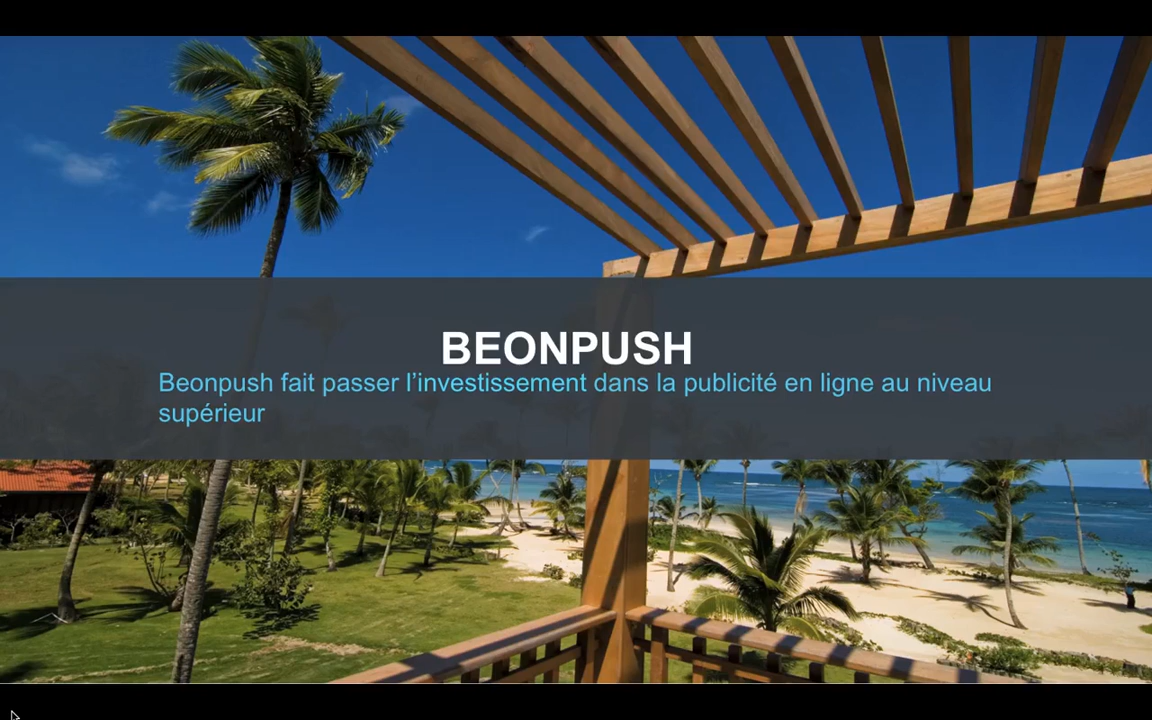 BEONPUSH
Beonpush fait passer l’investissement dans la publicité en ligne au niveau
supérieur